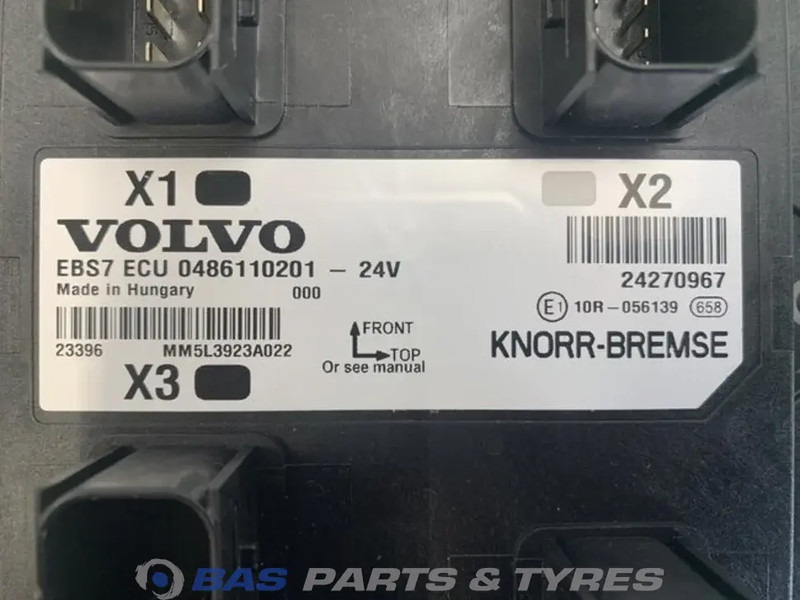 X1
X2
VOLVO
EBS7 ECU 0486110201 - 24V
Made in Hungary 000
24270967
E1 10R-056139 658
23396 MM5L3923A022
FRONT
TOP
Or see manual
KNORR-BREMSE
X3
BAS PARTS & TYRES